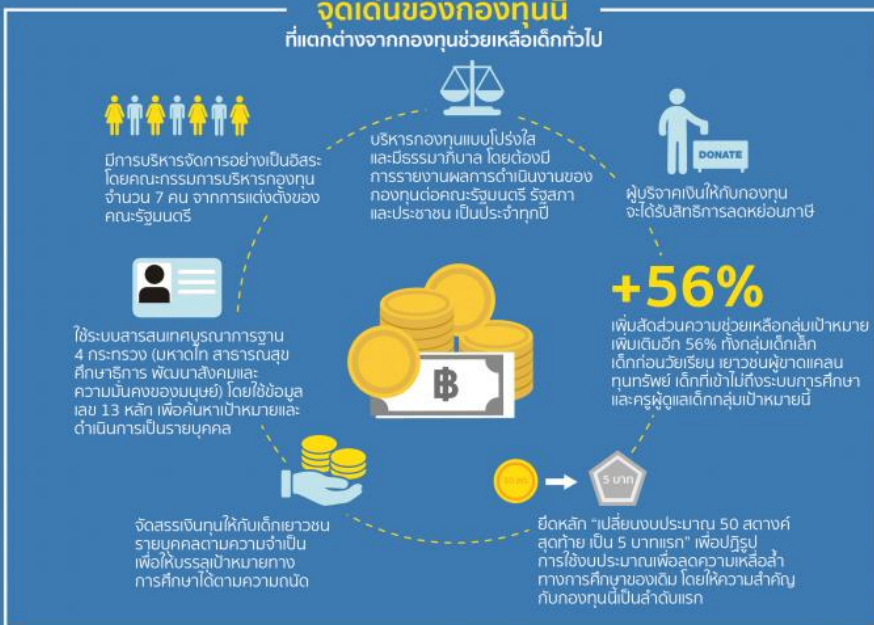 จุดเด่นของกองทุนนี้
ที่แตกต่างจากกองทุนช่วยเหลือเด็กทั่วไป
มีการบริหารจัดการอย่างเป็นอิสระ
โดยคณะกรรมการบริหารกองทุน
จำนวน 7 คน จากการแต่งตั้งของ
คณะรัฐมนตรี
บริหารกองทุนแบบโปร่งใส
และมีธรรมาภิบาล โดยต้องมี
การรายงานผลการดำเนินงานของ
กองทุนต่อคณะรัฐมนตรี รัฐสภา
และประชาชน เป็นประจำทุกปี
DONATE
ผู้บริจาคเงินให้กับกองทุน
จะได้รับสิทธิการลดหย่อนภาษี
+56%
เพิ่มสัดส่วนความช่วยเหลือกลุ่มเป้าหมาย
เพิ่มเติมอีก 56% ทั้งกลุ่มเด็กเล็ก
เด็กก่อนวัยเรียน เยาวชนผู้ขาดแคลน
ทุนทรัพย์ เด็กที่เข้าไม่ถึงระบบการศึกษา
และครูผู้ดูแลเด็กกลุ่มเป้าหมายนี้
ใช้ระบบสารสนเทศบูรณาการฐาน
4 กระทรวง (มหาดไท สาธารณสุข
ศึกษาธิการ พัฒนาสังคมและ
ความมั่นคงของมนุษย์) โดยใช้ข้อมูล
เลข 13 หลัก เพื่อค้นหาเป้าหมายและ
ดำเนินการเป็นรายบุคคล
฿
จัดสรรเงินทุนให้กับเด็กเยาวชน
รายบุคคลตามความจำเป็น
เพื่อให้บรรลุเป้าหมายทาง
การศึกษาได้ตามความถนัด
50 สต.
5 บาท
ยึดหลัก “เปลี่ยนงบประมาณ 50 สตางค์
สุดท้าย เป็น 5 บาทแรก” เพื่อปฏิรูป
การใช้งบประมาณเพื่อลดความเหลื่อล้ำ
ทางการศึกษาของเดิม โดยให้ความสำคัญ
กับกองทุนนี้เป็นลำดับแรก